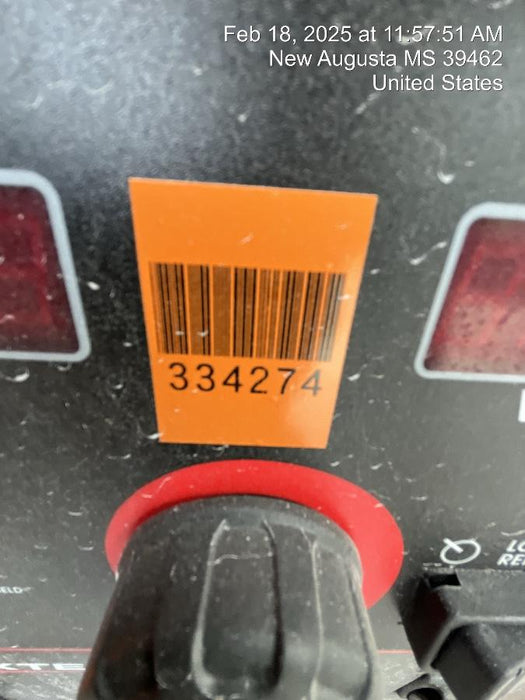 Feb 18, 2025 at 11:57:51 AM
New Augusta MS 39462
United States
334274